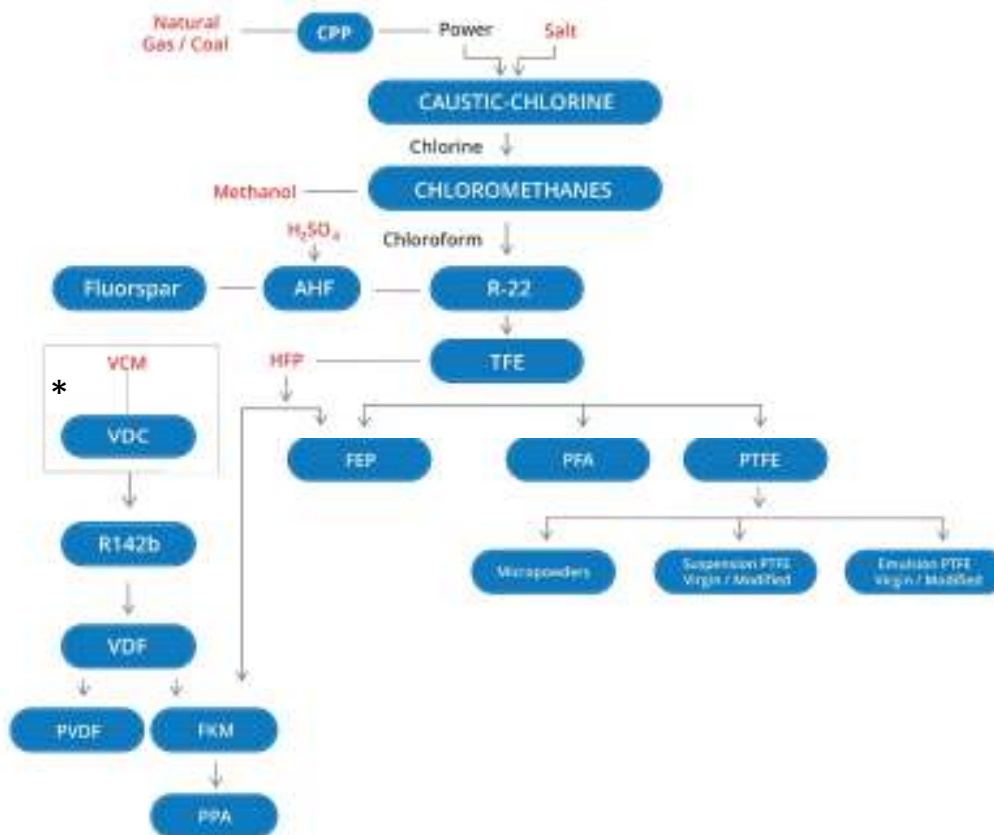 Natural
Gas / Coal
CPP
Power
Salt
CAUSTIC-CHLORINE
Chlorine
Methanol
CHLOROMETHANES
H₂SO₄
Chloroform
Fluorspar
AHF
R-22
VCM
HFP
TFE
*
VDC
FEP
PFA
PTFE
R142b
Micropowders
Suspension PTFE
Virgin / Modified
Emulsion PTFE
Virgin / Modified
VDF
PVDF
FKM
PPA